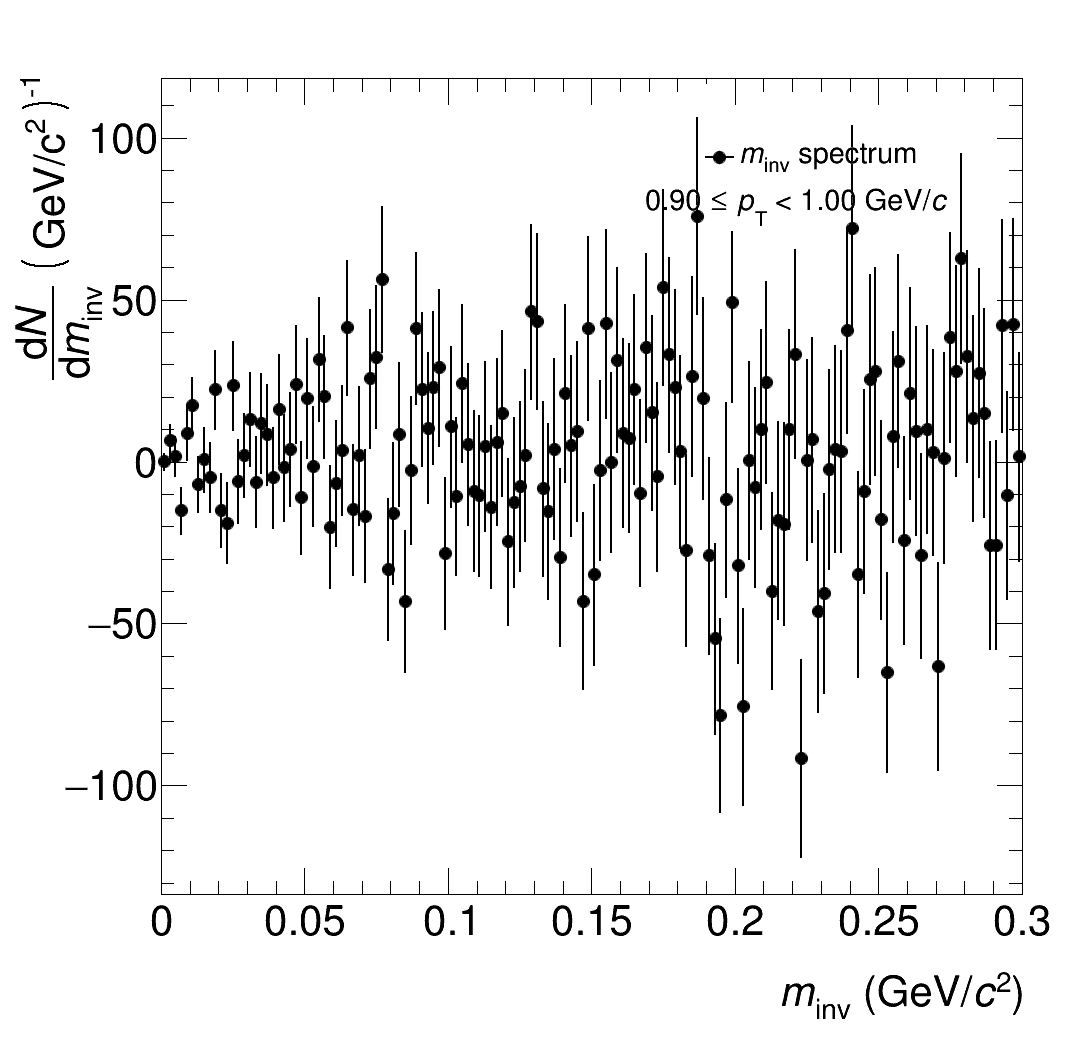 dN/dm_inv (GeV/c²)⁻¹
100
50
0
−50
−100
m_inv spectrum
0.90 ≤ p_T < 1.00 GeV/c
0 0.05 0.1 0.15 0.2 0.25 0.3
m_inv (GeV/c²)